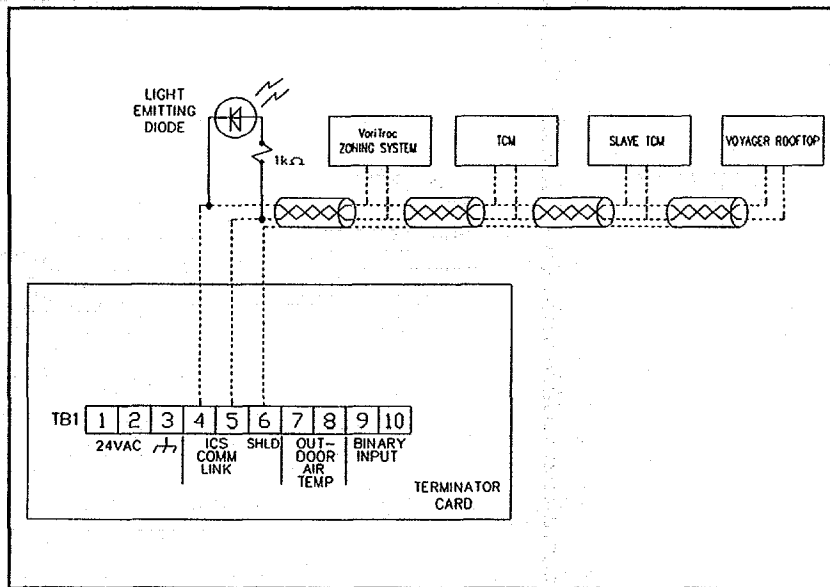 LIGHT
EMITTING
DIODE
1kΩ
VariTrac
ZONING SYSTEM
TCM
SLAVE TCM
VOYAGER ROOFTOP
TB1 1 2 3 4 5 6 7 8 9 10
24VAC ICS COMM LINK SHLD OUT-DOOR AIR TEMP BINARY INPUT
TERMINATOR
CARD